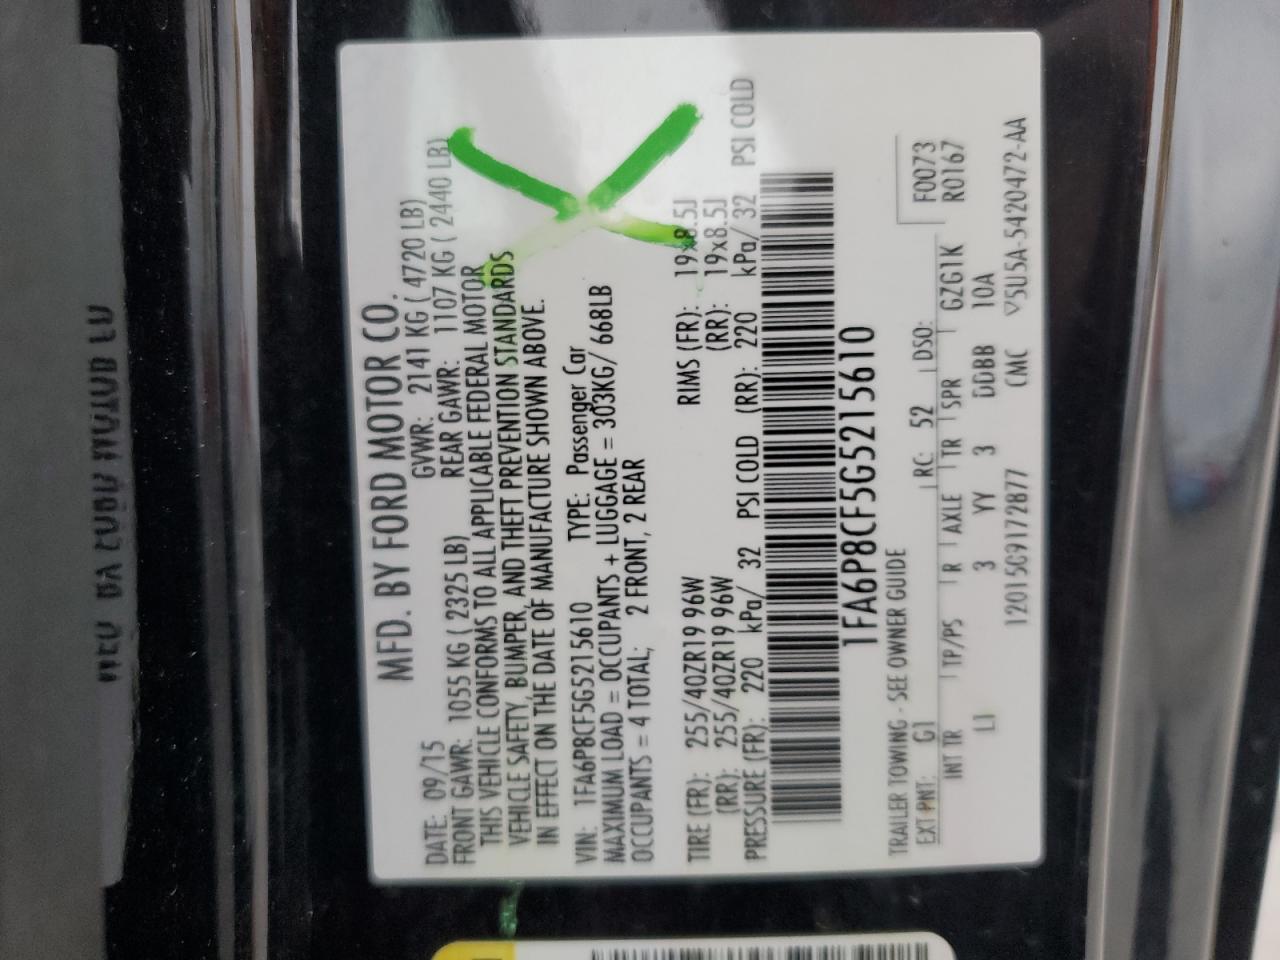 MFD. BY FORD MOTOR CO.
DATE: 09/15 GVWR: 2141 KG ( 4720 LB)
FRONT GAWR: 1055 KG ( 2325 LB) REAR GAWR: 1107 KG ( 2440 LB)
THIS VEHICLE CONFORMS TO ALL APPLICABLE FEDERAL MOTOR
VEHICLE SAFETY, BUMPER, AND THEFT PREVENTION STANDARDS
IN EFFECT ON THE DATE OF MANUFACTURE SHOWN ABOVE.
VIN: 1FA6P8CF5G5215610 TYPE: Passenger Car
MAXIMUM LOAD = OCCUPANTS + LUGGAGE = 303KG/ 668LB
OCCUPANTS = 4 TOTAL; 2 FRONT, 2 REAR
TIRE (FR): 255/40ZR19 96W RIMS (FR): 19x8.5J
(RR): 255/40ZR19 96W (RR): 19x8.5J
PRESSURE (FR): 220 kPa/ 32 PSI COLD (RR): 220 kPa/ 32 PSI COLD
1FA6P8CF5G5215610
TRAILER TOWING - SEE OWNER GUIDE F0073
EXT PNT: G1 RC: 52 DSO: R0167
INT TR TP/PS R AXLE TR SPR GZG1K
LI 3 YY 3 DDBB 10A
12015G9172877 CMC ▽5U5A-5420472-AA